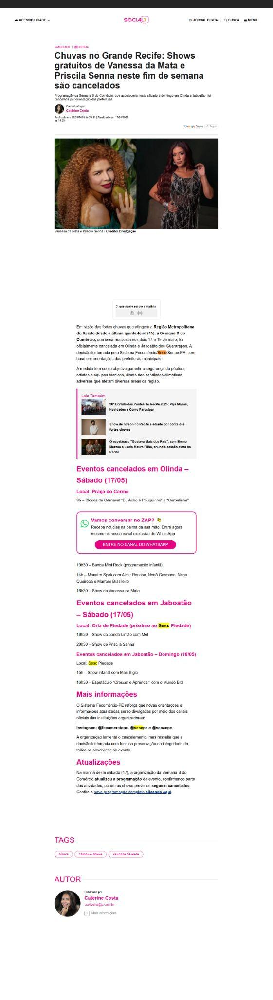 ACESSIBILIDADE
SOCIAL1
JORNAL DIGITAL
BUSCA
MENU
CANCELADO | NOTÍCIA
Chuvas no Grande Recife: Shows
gratuitos de Vanessa da Mata e
Priscila Senna neste fim de semana
são cancelados
Programação da Semana S do Comércio, que aconteceria neste sábado e domingo em Olinda e Jaboatão, foi
cancelada por orientação das prefeituras
Cadastrado por
Catêrine Costa
Publicado em 16/05/2025 às 23:11 | Atualizado em 17/05/2025
às 14:55
Google News
Seguir
Vanessa da Mata e Priscila Senna - Crédito/ Divulgação
Clique aqui e escute a matéria
Em razão das fortes chuvas que atingem a Região Metropolitana
do Recife desde a última quinta-feira (15), a Semana S do
Comércio, que seria realizada nos dias 17 e 18 de maio, foi
oficialmente cancelada em Olinda e Jaboatão dos Guararapes. A
decisão foi tomada pelo Sistema Fecomércio/Sesc/Senac-PE, com
base em orientações das prefeituras municipais.
A medida tem como objetivo garantir a segurança do público,
artistas e equipes técnicas, diante das condições climáticas
adversas que afetam diversas áreas da região.
Leia Também
20ª Corrida das Pontes do Recife 2025: Veja Mapas,
Novidades e Como Participar
Show de Ivyson no Recife é adiado por conta das
fortes chuvas
O espetáculo "Gostava Mais dos Pais", com Bruno
Mazzeo e Lucio Mauro Filho, anuncia sessão extra no
Recife
Eventos cancelados em Olinda –
Sábado (17/05)
Local: Praça do Carmo
9h – Blocos de Carnaval “Eu Acho é Pouquinho” e “Ceroulinha”
Vamos conversar no ZAP?
Receba notícias na palma da sua mão. Entre agora
mesmo no nosso canal exclusivo do WhatsApp
ENTRE NO CANAL DO WHATSAPP
10h30 – Banda Mini Rock (programação infantil)
14h – Maestro Spok com Almir Rouche, Nonô Germano, Nena
Queiroga e Marrom Brasileiro
16h30 – Show de Vanessa da Mata
Eventos cancelados em Jaboatão
– Sábado (17/05)
Local: Orla de Piedade (próximo ao Sesc Piedade)
18h30 – Show da banda Limão com Mel
20h30 – Show de Priscila Senna
Eventos cancelados em Jaboatão – Domingo (18/05)
Local: Sesc Piedade
15h – Show infantil com Mari Bigio
16h30 – Espetáculo “Crescer e Aprender” com o Mundo Bita
Mais informações
O Sistema Fecomércio-PE reforça que novas orientações e
informações atualizadas serão divulgadas por meio dos canais
oficiais das instituições organizadoras:
Instagram: @fecomerciope, @sescpe e @senacpe
A organização lamenta o cancelamento, mas ressalta que a
decisão foi tomada com foco na preservação da integridade de
todos os envolvidos no evento.
Atualizações
Na manhã deste sábado (17), a organização da Semana S do
Comércio atualizou a programação do evento, confirmando parte
das atividades, porém os shows previstos seguem cancelados.
Confira a nova programação completa clicando aqui.
TAGS
CHUVA
PRISCILA SENNA
VANESSA DA MATA
AUTOR
Publicado por
Catêrine Costa
ccoliveira@jc.com.br
Mais informações